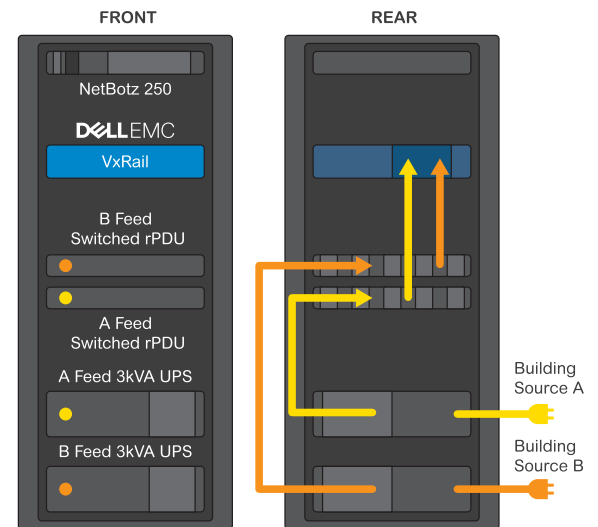 FRONT
REAR
NetBotz 250
DELLEMC
VxRail
B Feed
Switched rPDU
A Feed
Switched rPDU
A Feed 3kVA UPS
B Feed 3kVA UPS
Building
Source A
Building
Source B